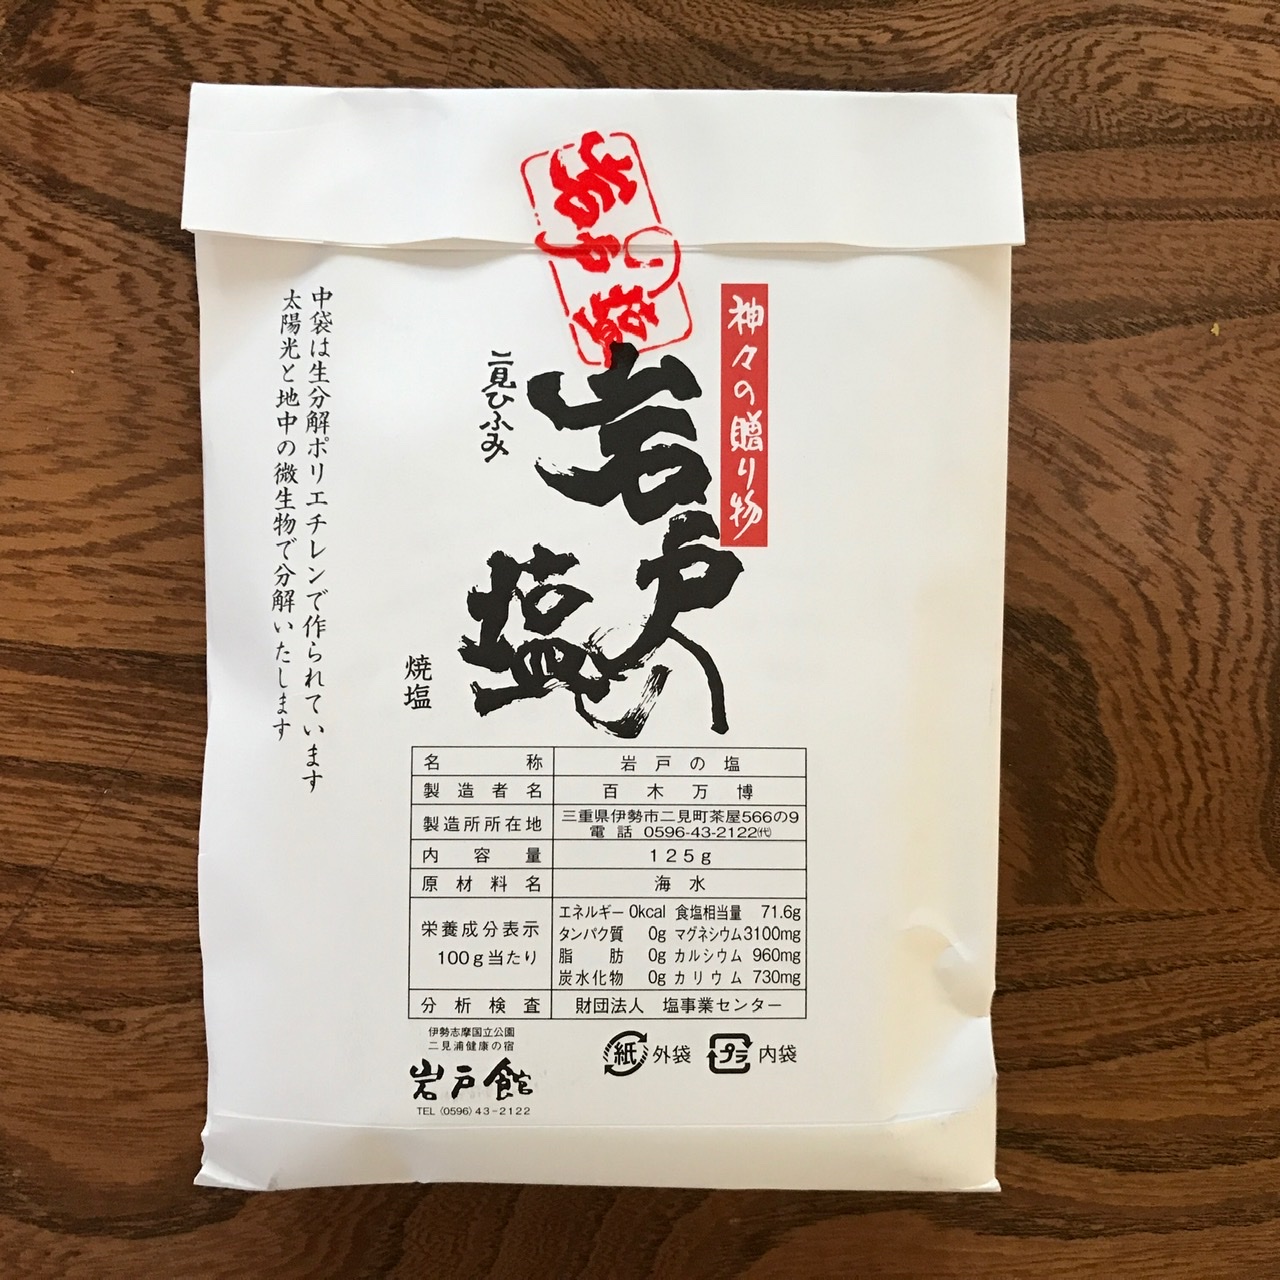 岩戸館
神々の贈り物
岩戸の塩
二見ひふみ
焼塩
中袋は生分解ポリエチレンで作られています
太陽光と地中の微生物で分解いたします
名称 岩戸の塩
製造者名 百木万博
製造所所在地 三重県伊勢市二見町茶屋566の9
電話 0596-43-2122㈹
内容量 125g
原材料名 海水
栄養成分表示
100g当たり
エネルギー 0kcal 食塩相当量 71.6g
タンパク質 0g マグネシウム 3100mg
脂肪 0g カルシウム 960mg
炭水化物 0g カリウム 730mg
分析検査 財団法人 塩事業センター
伊勢志摩国立公園
二見浦健康の宿
岩戸館
TEL (0596) 43-2122
紙 外袋 プラ 内袋